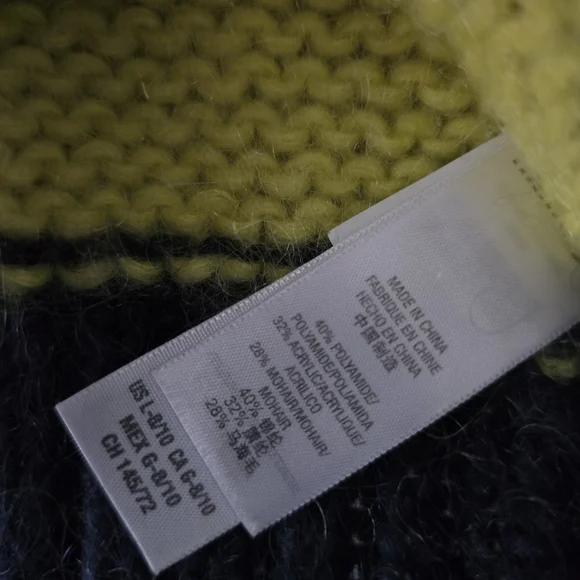 MADE IN CHINA
FABRIQUE EN CHINE
HECHO EN CHINA
中国制造
40% POLYAMIDE/
POLYAMIDE/POLIAMIDA
32% ACRYLIC/ACRYLIQUE/
ACRILICO
28% MOHAIR/MOHAIR/
MOHAIR
40% 锦纶
32% 腈纶
28% 马海毛
US L-8/10 CA G-8/10
MEX G-8/10
CH 145/72